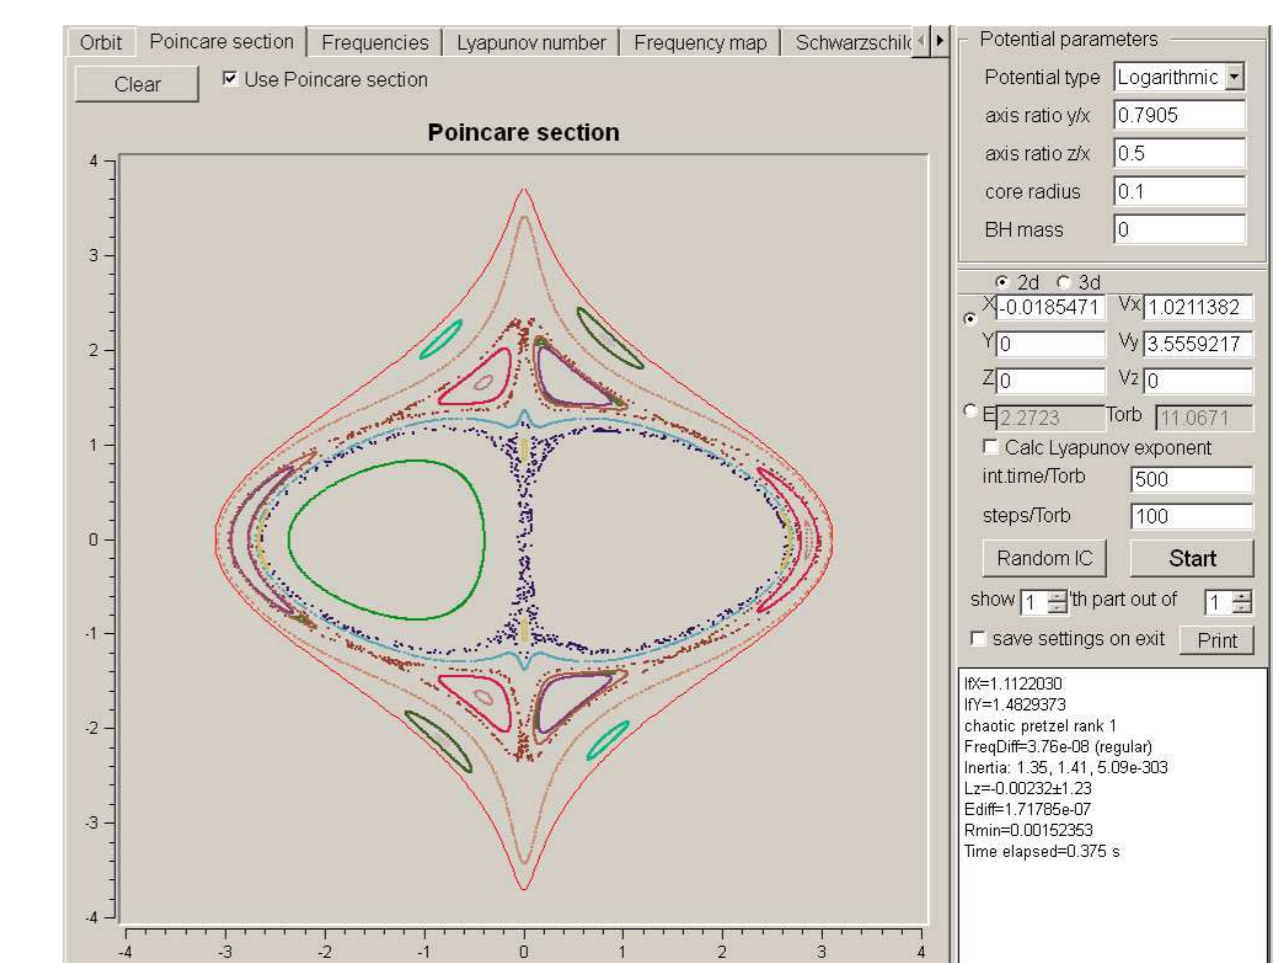 Orbit Poincare section Frequencies Lyapunov number Frequency map Schwarzschil
Clear Use Poincare section
Poincare section
4
3
2
1
0
-1
-2
-3
-4
-4 -3 -2 -1 0 1 2 3 4
Potential parameters
Potential type Logarithmic
axis ratio y/x 0.7905
axis ratio z/x 0.5
core radius 0.1
BH mass 0
2d 3d
X -0.0185471 Vx 1.0211382
Y 0 Vy 3.5559217
Z 0 Vz 0
E 2.2723 Torb 11.0671
Calc Lyapunov exponent
int.time/Torb 500
steps/Torb 100
Random IC Start
show 1 'th part out of 1
save settings on exit Print
lfX=1.1122030
lfY=1.4829373
chaotic pretzel rank 1
FreqDiff=3.76e-08 (regular)
Inertia: 1.35, 1.41, 5.09e-303
Lz=-0.00232±1.23
Ediff=1.71785e-07
Rmin=0.00152353
Time elapsed=0.375 s